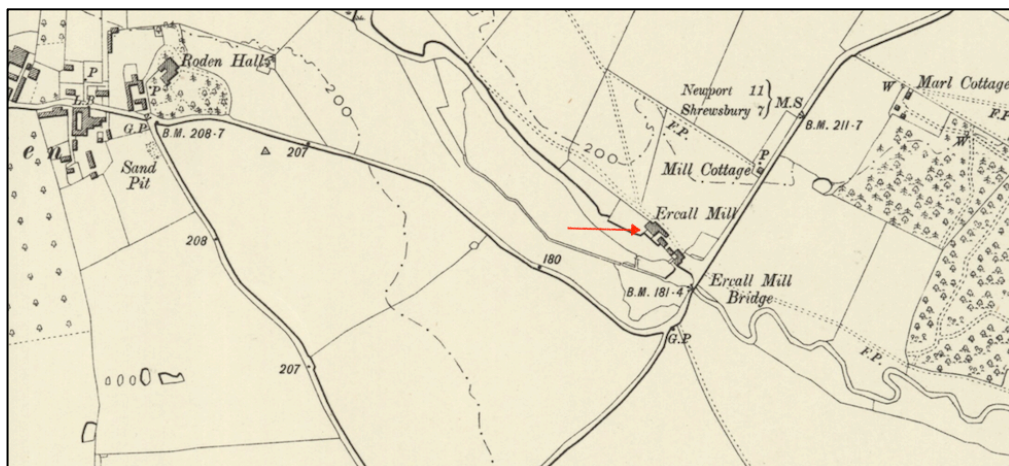 Roden Hall
P
P
L.B.
G.P
B.M. 208·7
e n
Sand
Pit
207
208
207
180
200
200
Newport 11
Shrewsbury 7
M.S
B.M. 211·7
W
Marl Cottage
F.P.
F.P
W
Mill Cottage
P
Ercall Mill
B.M. 181·4
Ercall Mill
Bridge
G.P
F.P